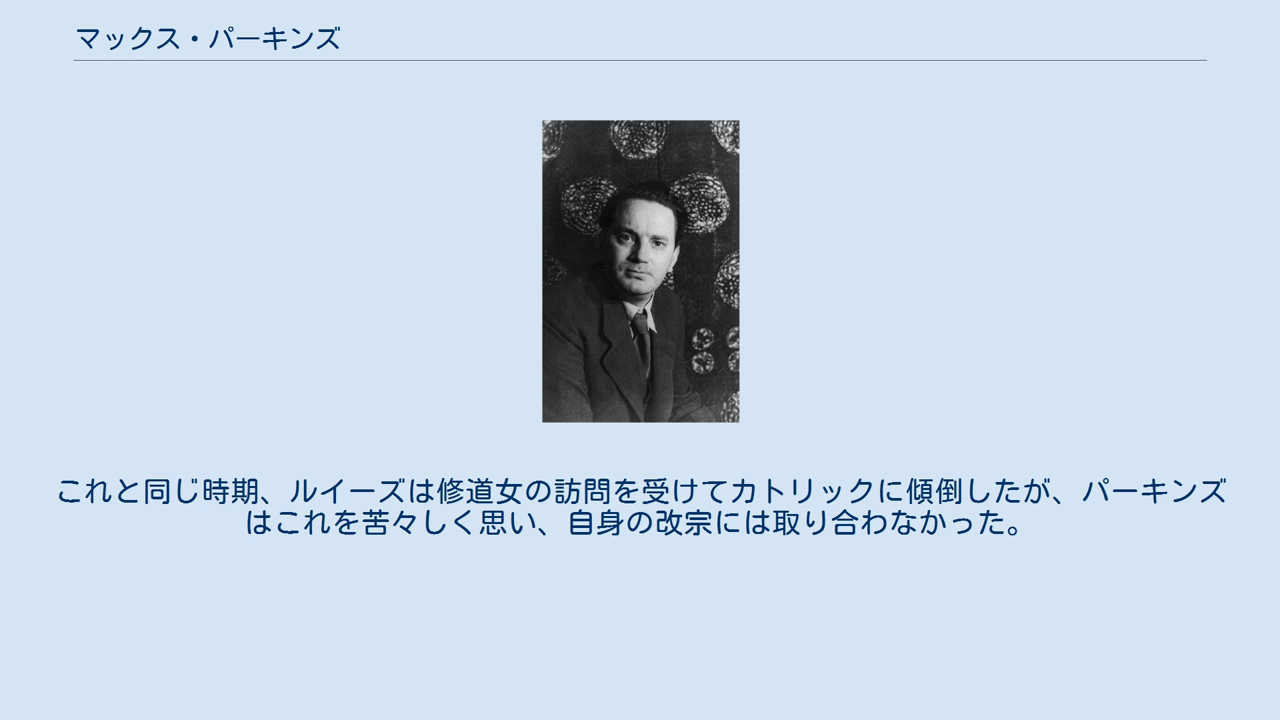 マックス・パーキンズ
これと同じ時期、ルイーズは修道女の訪問を受けてカトリックに傾倒したが、パーキンズ
はこれを苦々しく思い、自身の改宗には取り合わなかった。